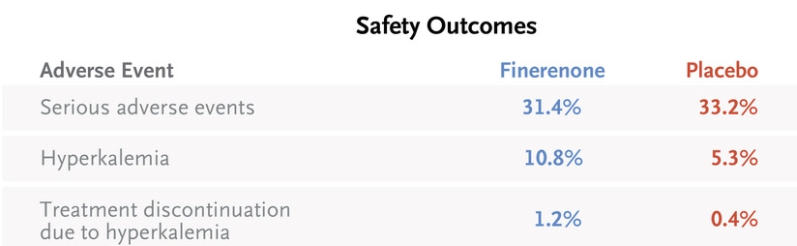 Safety Outcomes
Adverse Event Finerenone Placebo
Serious adverse events 31.4% 33.2%
Hyperkalemia 10.8% 5.3%
Treatment discontinuation
due to hyperkalemia 1.2% 0.4%